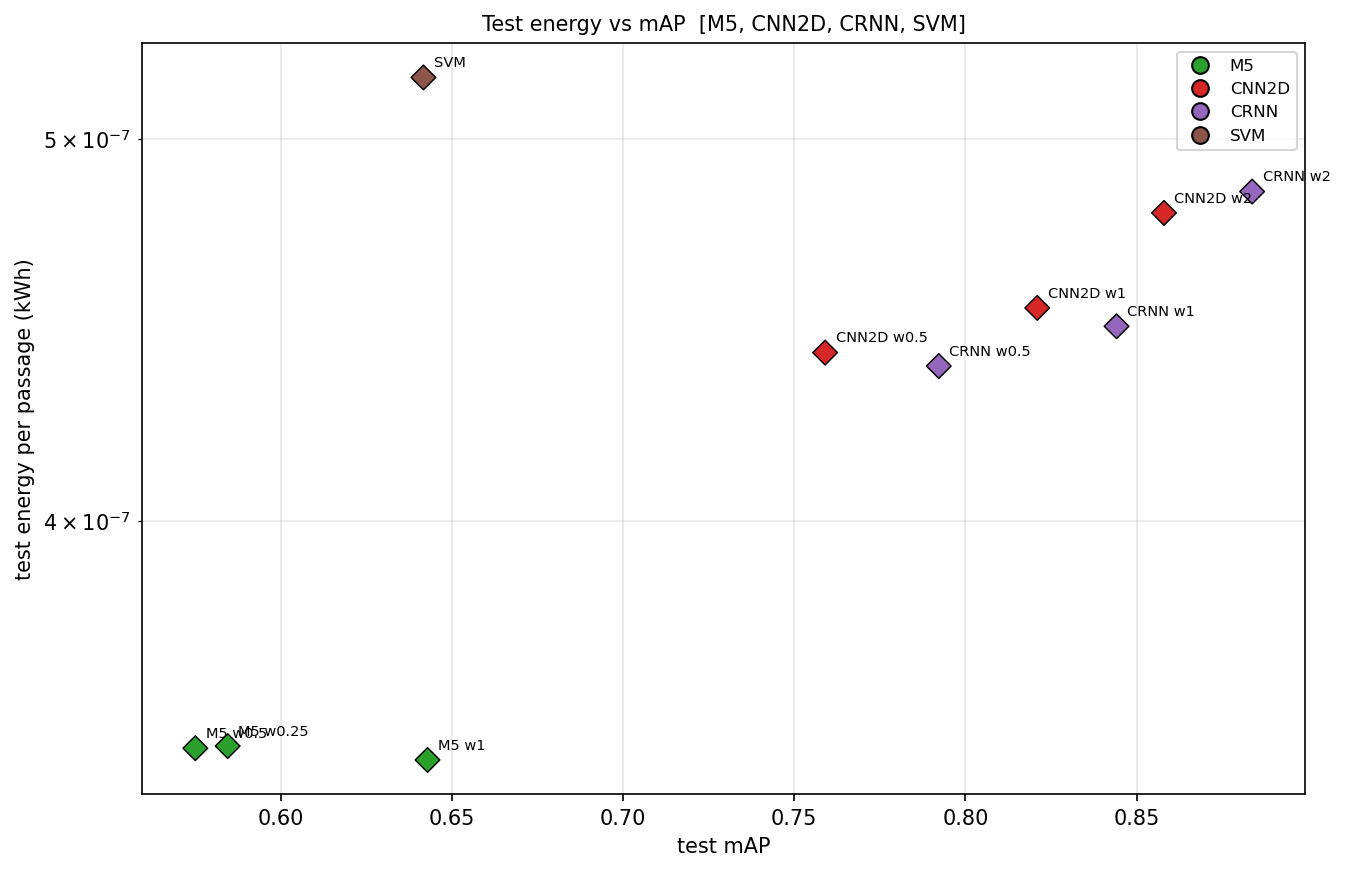 Test energy vs mAP [M5, CNN2D, CRNN, SVM]
SVM
M5
CNN2D
CRNN
SVM
5 × 10⁻⁷
CRNN w2
CNN2D w2
CNN2D w1
CRNN w1
CNN2D w0.5
CRNN w0.5
test energy per passage (kWh)
4 × 10⁻⁷
M5 w0.5
M5 w0.25
M5 w1
0.60
0.65
0.70
0.75
0.80
0.85
test mAP